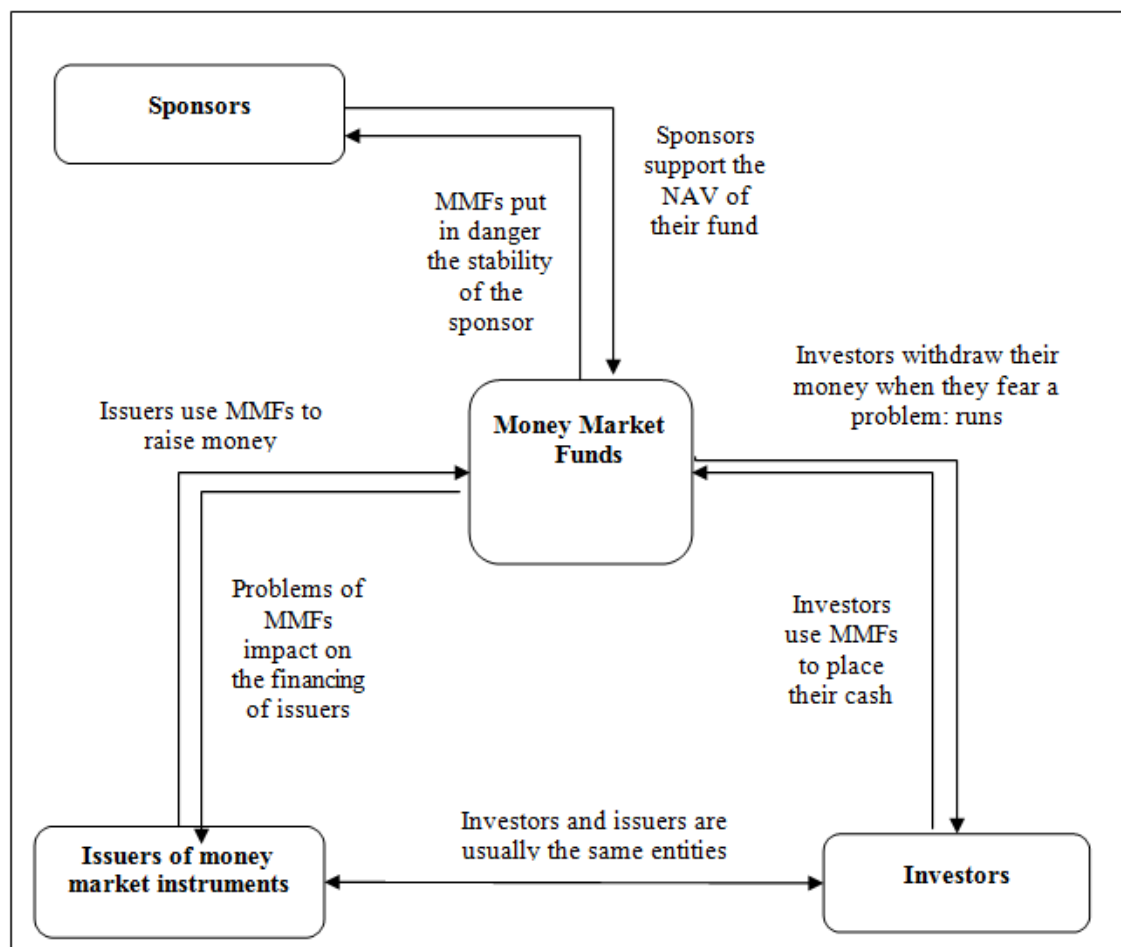 Sponsors
Sponsors
support the
NAV of
their fund
MMFs put
in danger
the stability
of the
sponsor
Investors withdraw their
money when they fear a
problem: runs
Issuers use MMFs to
raise money
Money Market
Funds
Problems of
MMFs
impact on
the financing
of issuers
Investors
use MMFs
to place
their cash
Investors and issuers are
usually the same entities
Issuers of money
market instruments
Investors